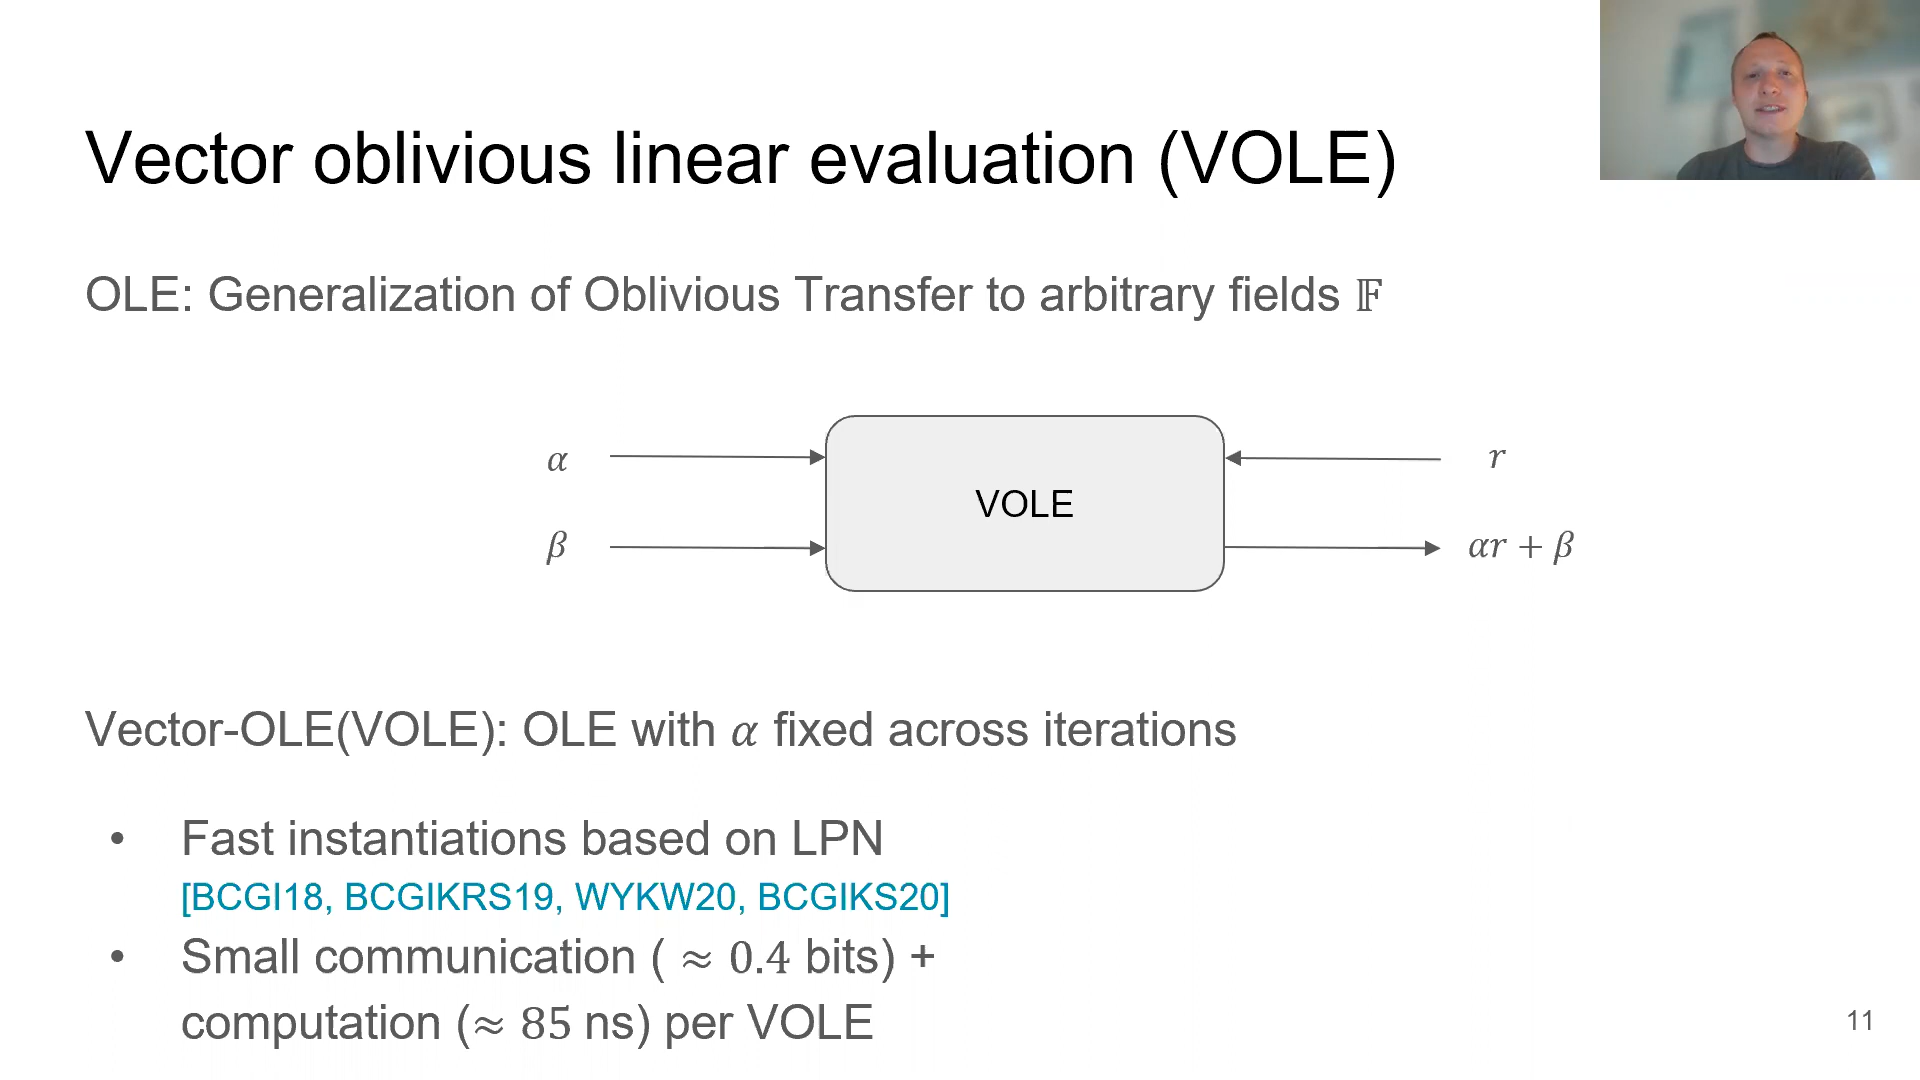 Vector oblivious linear evaluation (VOLE)
OLE: Generalization of Oblivious Transfer to arbitrary fields 𝔽
α
VOLE
r
β
αr + β
Vector-OLE(VOLE): OLE with α fixed across iterations
• Fast instantiations based on LPN
[BCGI18, BCGIKRS19, WYKW20, BCGIKS20]
• Small communication ( ≈ 0.4 bits) +
computation (≈ 85 ns) per VOLE
11